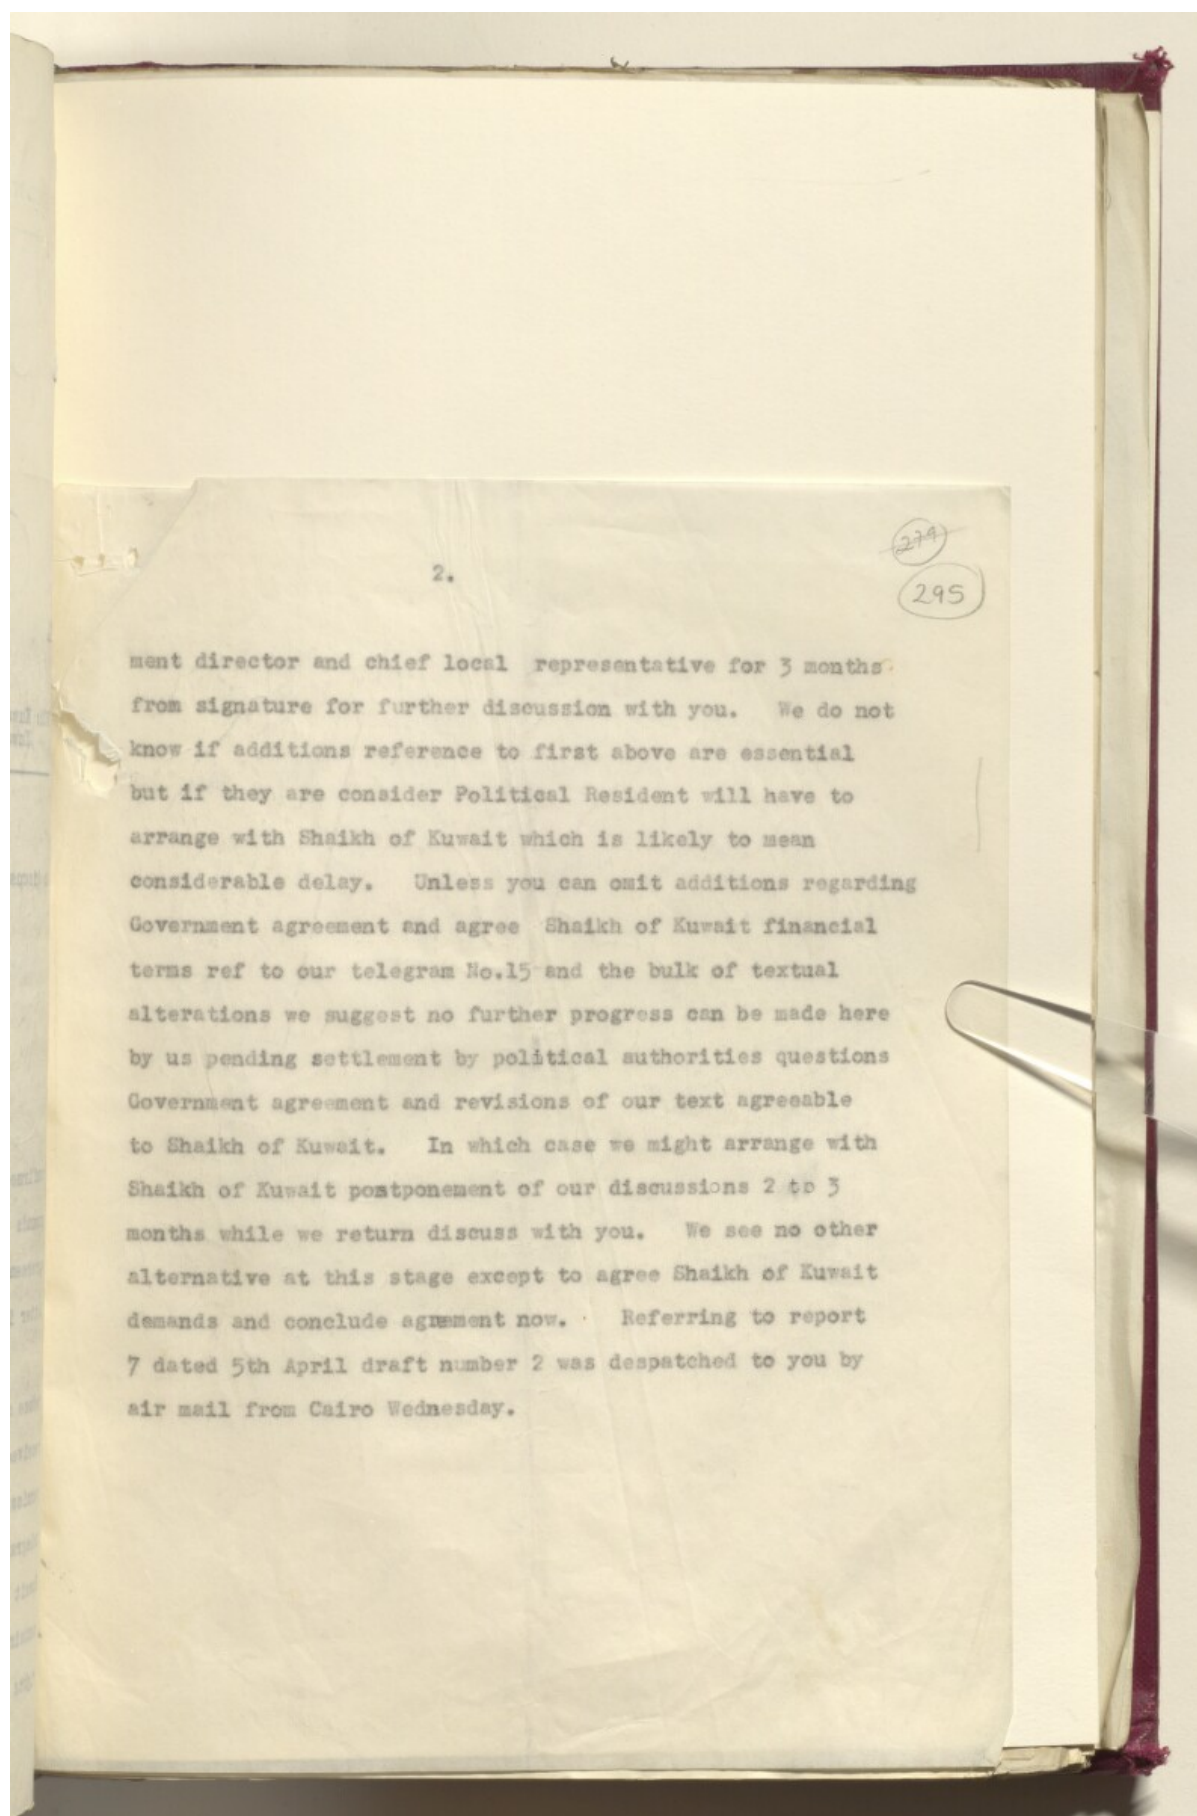 279
295
2.
ment director and chief local representative for 3 months
from signature for further discussion with you. We do not
know if additions reference to first above are essential
but if they are consider Political Resident will have to
arrange with Shaikh of Kuwait which is likely to mean
considerable delay. Unless you can omit additions regarding
Government agreement and agree Shaikh of Kuwait financial
terms ref to our telegram No.15 and the bulk of textual
alterations we suggest no further progress can be made here
by us pending settlement by political authorities questions
Government agreement and revisions of our text agreeable
to Shaikh of Kuwait. In which case we might arrange with
Shaikh of Kuwait postponement of our discussions 2 to 3
months while we return discuss with you. We see no other
alternative at this stage except to agree Shaikh of Kuwait
demands and conclude agreement now. Referring to report
7 dated 5th April draft number 2 was despatched to you by
air mail from Cairo Wednesday.